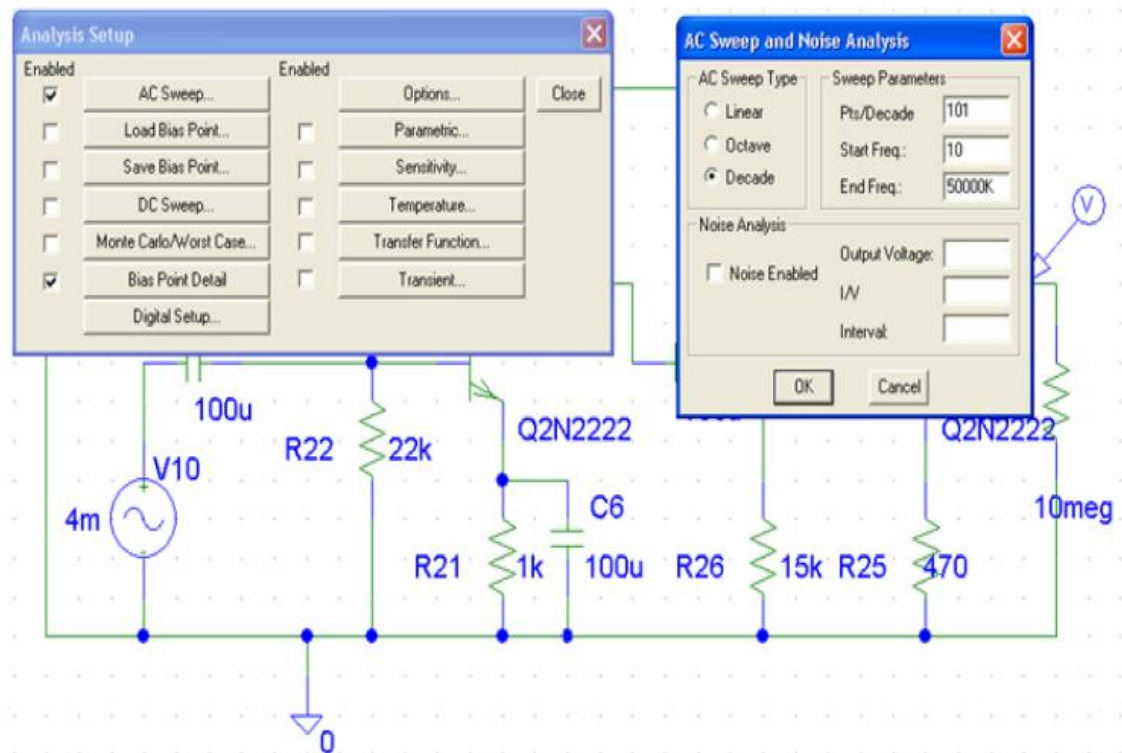 Analysis Setup
Enabled
Enabled
AC Sweep...
Options...
Close
Load Bias Point...
Parametric...
Save Bias Point...
Sensitivity...
DC Sweep...
Temperature...
Monte Carlo/Worst Case...
Transfer Function...
Bias Point Detail
Transient...
Digital Setup...
AC Sweep and Noise Analysis
AC Sweep Type
Linear
Octave
Decade
Sweep Parameters
Pts/Decade 101
Start Freq.: 10
End Freq.: 50000K
Noise Analysis
Noise Enabled
Output Voltage:
I/V
Interval:
OK
Cancel
V
100u
R22
22k
Q2N2222
Q2N2222
V10
4m
C6
10meg
R21
1k
100u
R26
15k
R25
470
0